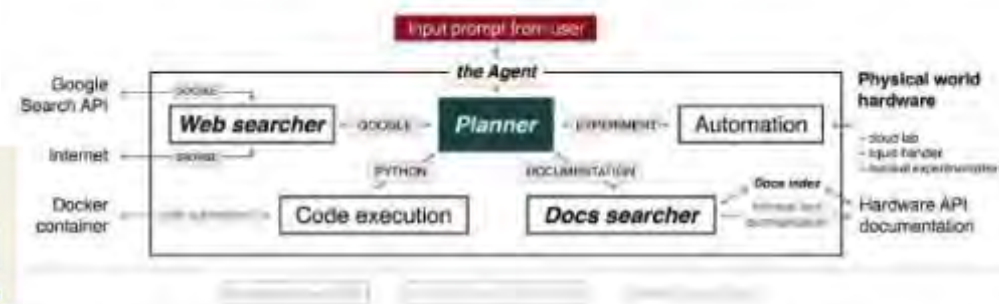 Input prompt from user
the Agent
Google
Search API
GOOGLE
Web searcher
GOOGLE
Planner
EXPERIMENT
Automation
Physical world
hardware
- cloud lab
- liquid handler
- manual experimentation
Internet
BROWSE
PYTHON
DOCUMENTATION
Docker
container
Code execution
Docs searcher
Docs index
Hardware API
documentation